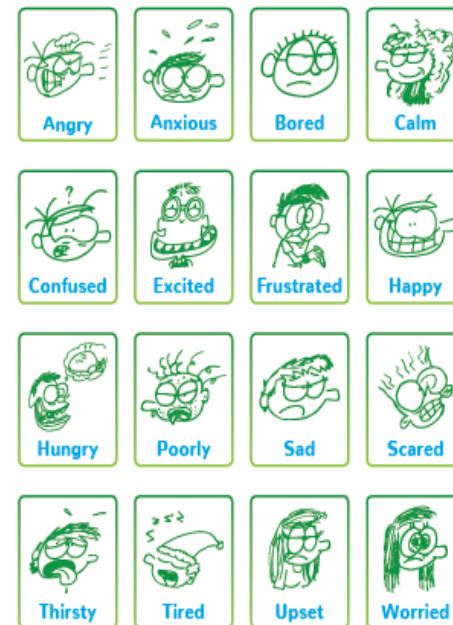 Angry Anxious Bored Calm
?
Confused Excited Frustrated Happy
Hungry Poorly Sad Scared
z z z
Thirsty Tired Upset Worried